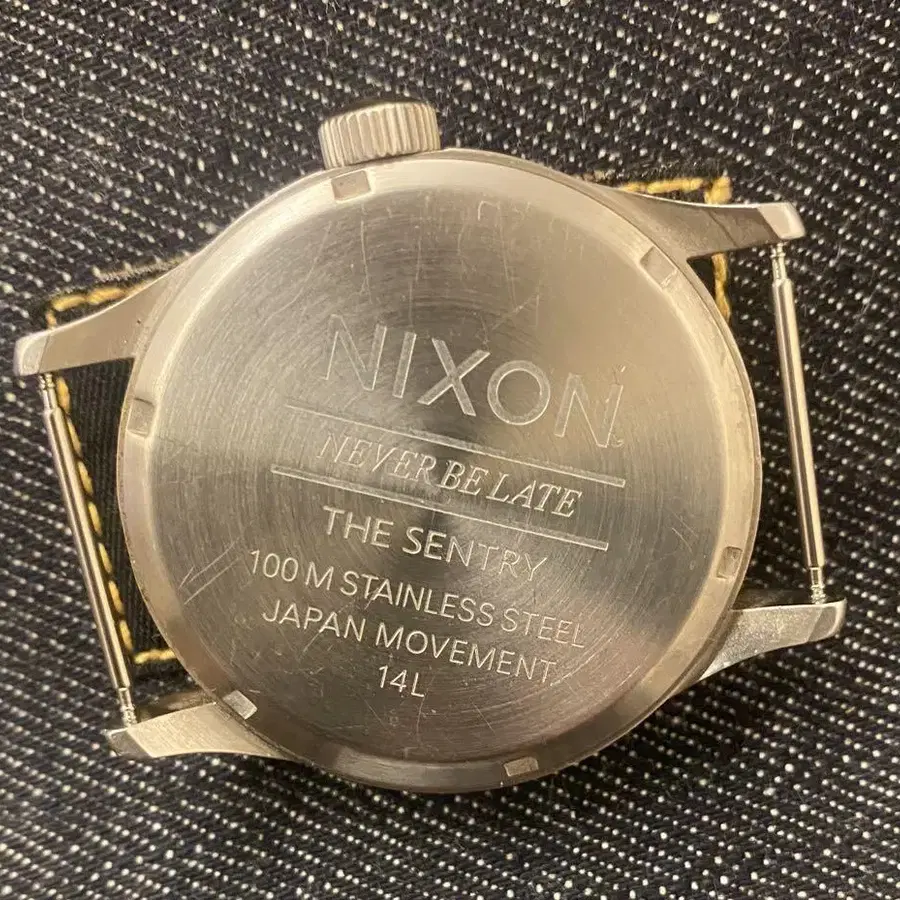 NIXON
NEVER BE LATE
THE SENTRY
100 M STAINLESS STEEL
JAPAN MOVEMENT
14L